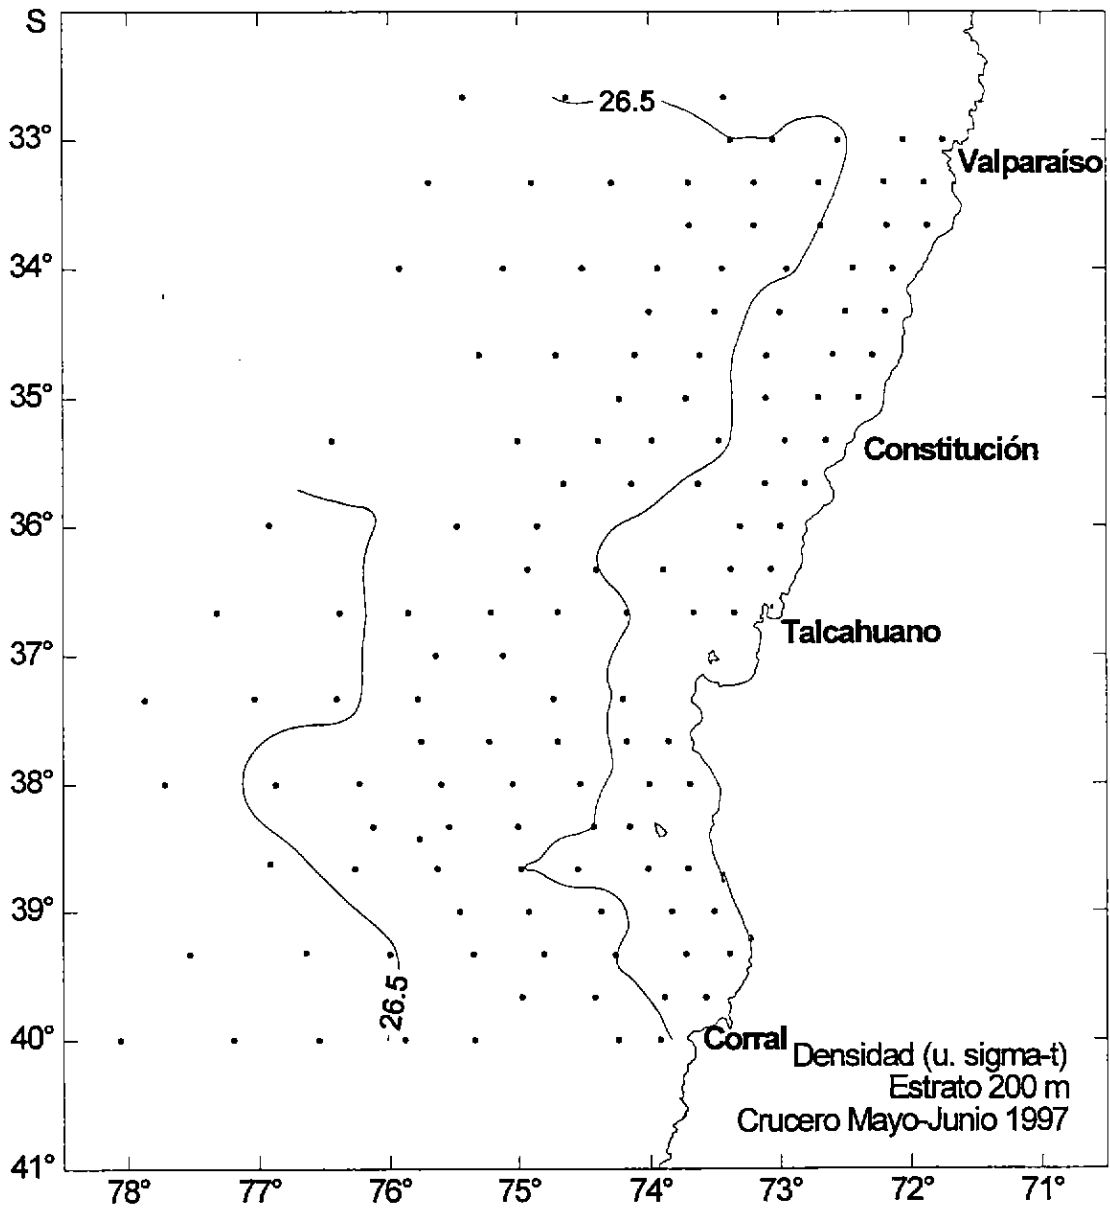 S
26.5
33°
Valparaíso
34°
35°
Constitución
36°
Talcahuano
37°
38°
39°
26.5
40°
Corral
Densidad (u. sigma-t)
Estrato 200 m
Crucero Mayo-Junio 1997
41°
78° 77° 76° 75° 74° 73° 72° 71°